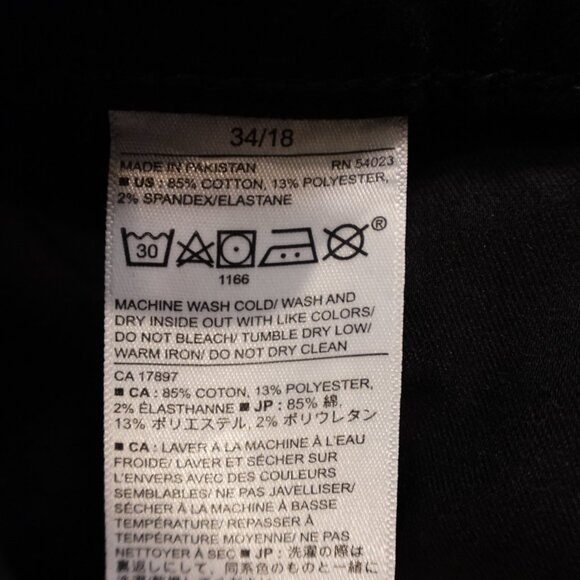 34/18
MADE IN PAKISTAN RN 54023
■ US : 85% COTTON, 13% POLYESTER,
2% SPANDEX/ELASTANE
30 ®
1166
MACHINE WASH COLD/ WASH AND
DRY INSIDE OUT WITH LIKE COLORS/
DO NOT BLEACH/ TUMBLE DRY LOW/
WARM IRON/ DO NOT DRY CLEAN
CA 17897
■ CA : 85% COTON, 13% POLYESTER,
2% ÉLASTHANNE ■ JP : 85% 綿,
13% ポリエステル, 2% ポリウレタン
■ CA : LAVER À LA MACHINE À L'EAU
FROIDE/ LAVER ET SÉCHER SUR
L'ENVERS AVEC DES COULEURS
SEMBLABLES/ NE PAS JAVELLISER/
SÉCHER À LA MACHINE À BASSE
TEMPÉRATURE/ REPASSER À
TEMPÉRATURE MOYENNE/ NE PAS
NETTOYER À SEC ■ JP : 洗濯の際は
裏返しにして、同系色のものと一緒に